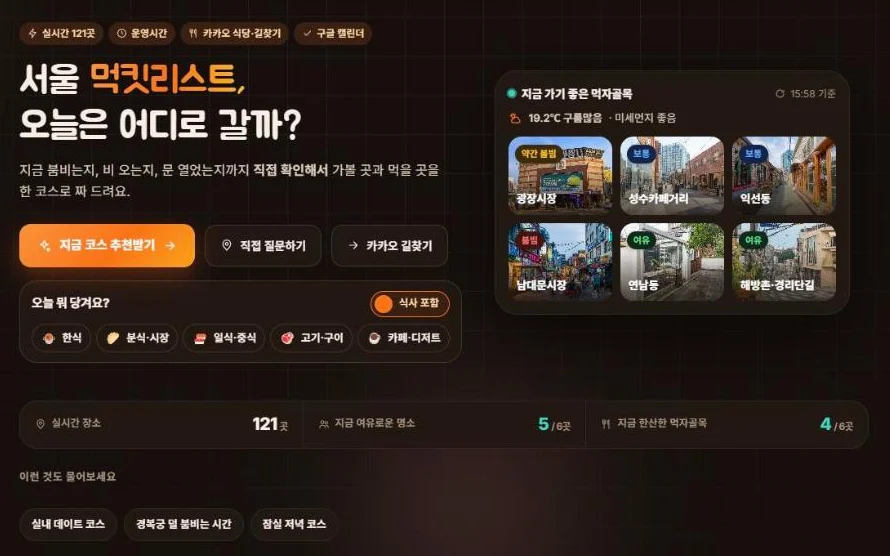 실시간 121곳
운영시간
카카오 식당·길찾기
구글 캘린더
서울 먹킷리스트,
오늘은 어디로 갈까?
지금 붐비는지, 비 오는지, 문 열었는지까지 직접 확인해서 가볼 곳과 먹을 곳을
한 코스로 짜 드려요.
지금 코스 추천받기 →
직접 질문하기
→ 카카오 길찾기
오늘 뭐 당겨요?
식사 포함
한식
분식·시장
일식·중식
고기·구이
카페·디저트
지금 가기 좋은 먹자골목
15:58 기준
19.2℃ 구름많음 · 미세먼지 좋음
약간 붐빔
광장시장
보통
성수카페거리
보통
익선동
붐빔
남대문시장
여유
연남동
여유
해방촌·경리단길
실시간 장소
121곳
지금 여유로운 명소
5 / 6곳
지금 한산한 먹자골목
4 / 6곳
이런 것도 물어보세요
실내 데이트 코스
경복궁 덜 붐비는 시간
잠실 저녁 코스